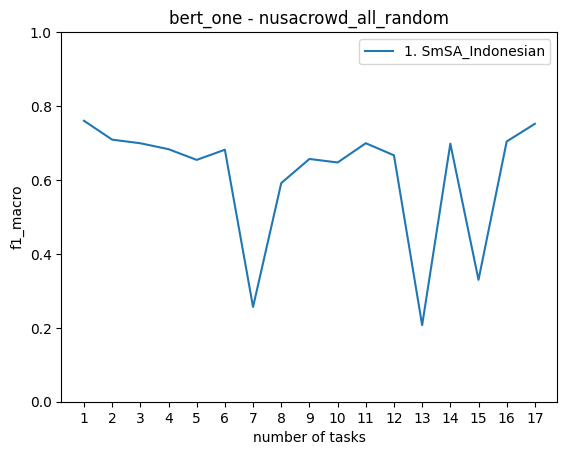 bert_one - nusacrowd_all_random
1. SmSA_Indonesian
1.0
0.8
0.6
0.4
0.2
0.0
f1_macro
1 2 3 4 5 6 7 8 9 10 11 12 13 14 15 16 17
number of tasks